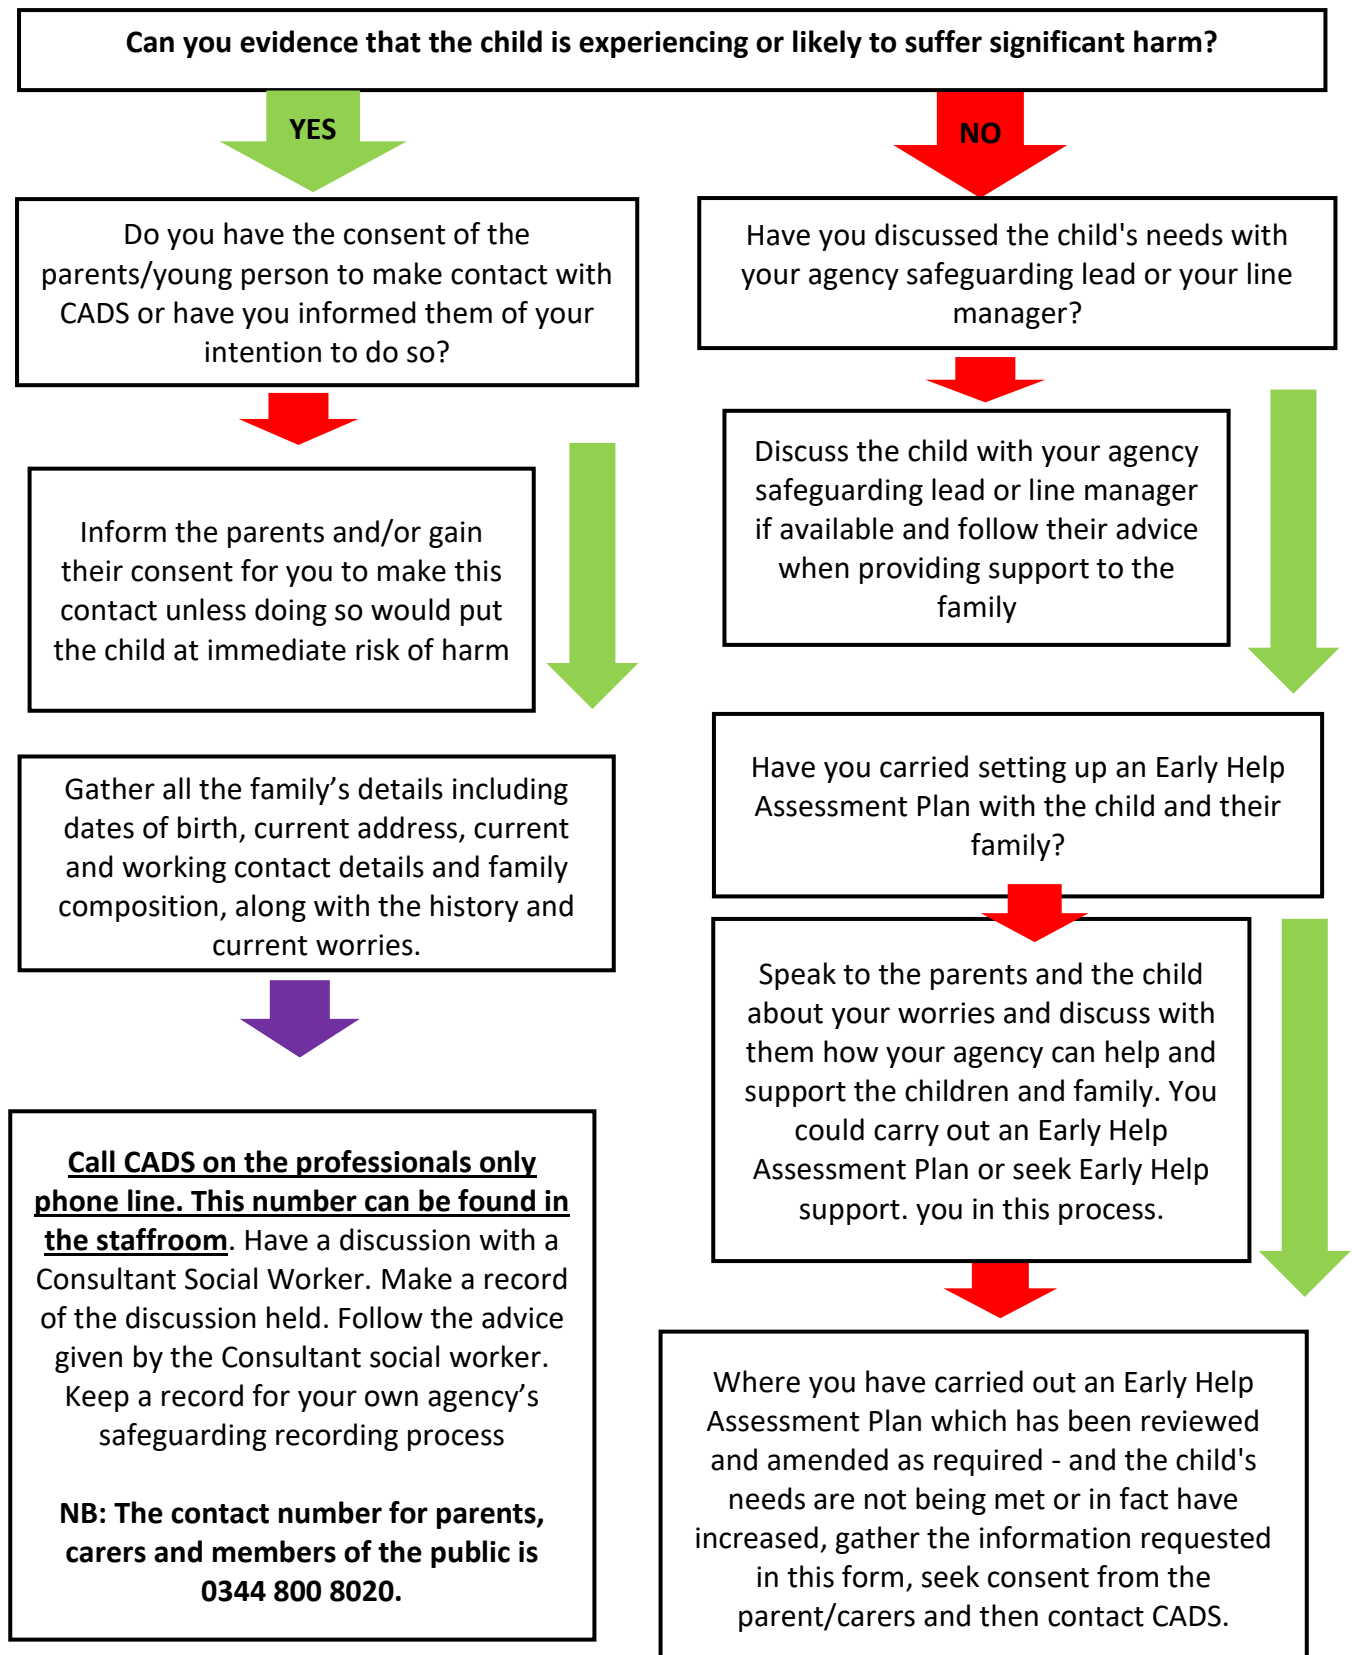 Can you evidence that the child is experiencing or likely to suffer significant harm?
YES
NO
Do you have the consent of the
parents/young person to make contact with
CADS or have you informed them of your
intention to do so?
Inform the parents and/or gain
their consent for you to make this
contact unless doing so would put
the child at immediate risk of harm
Gather all the family’s details including
dates of birth, current address, current
and working contact details and family
composition, along with the history and
current worries.
Call CADS on the professionals only
phone line. This number can be found in
the staffroom. Have a discussion with a
Consultant Social Worker. Make a record
of the discussion held. Follow the advice
given by the Consultant social worker.
Keep a record for your own agency’s
safeguarding recording process
NB: The contact number for parents,
carers and members of the public is
0344 800 8020.
Have you discussed the child's needs with
your agency safeguarding lead or your line
manager?
Discuss the child with your agency
safeguarding lead or line manager
if available and follow their advice
when providing support to the
family
Have you carried setting up an Early Help
Assessment Plan with the child and their
family?
Speak to the parents and the child
about your worries and discuss with
them how your agency can help and
support the children and family. You
could carry out an Early Help
Assessment Plan or seek Early Help
support. you in this process.
Where you have carried out an Early Help
Assessment Plan which has been reviewed
and amended as required - and the child's
needs are not being met or in fact have
increased, gather the information requested
in this form, seek consent from the
parent/carers and then contact CADS.